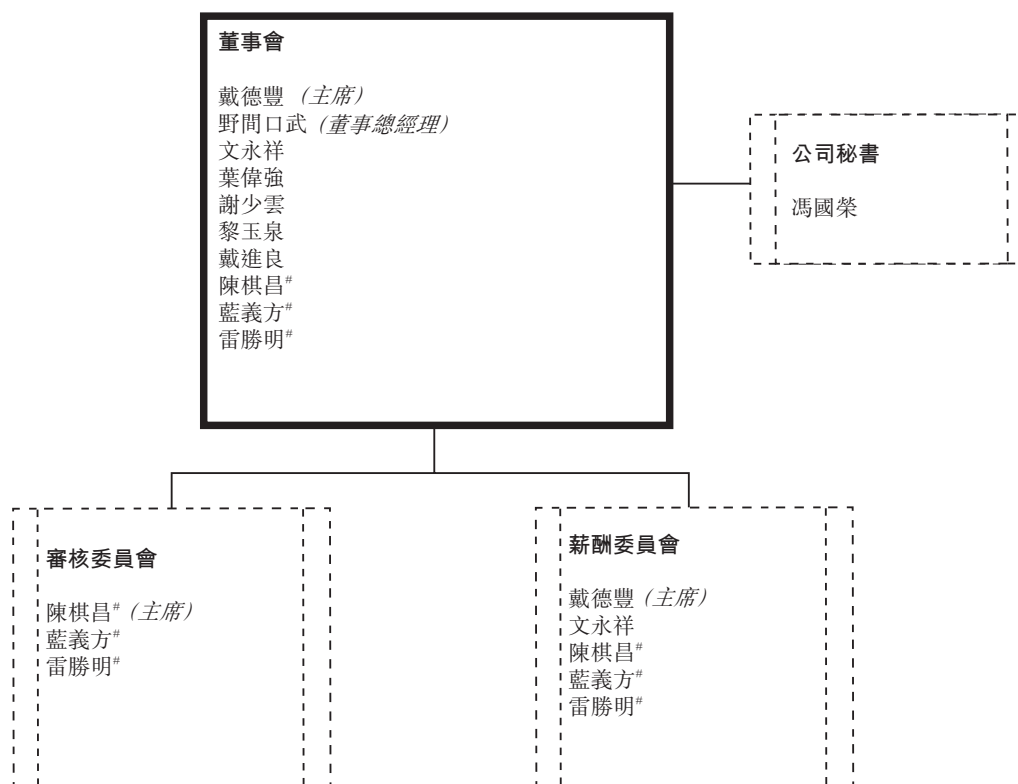 董事會
戴德豐 (主席)
野間口武 (董事總經理)
文永祥
葉偉強
謝少雲
黎玉泉
戴進良
陳棋昌#
藍義方#
雷勝明#
公司秘書
馮國榮
審核委員會
陳棋昌# (主席)
藍義方#
雷勝明#
薪酬委員會
戴德豐 (主席)
文永祥
陳棋昌#
藍義方#
雷勝明#